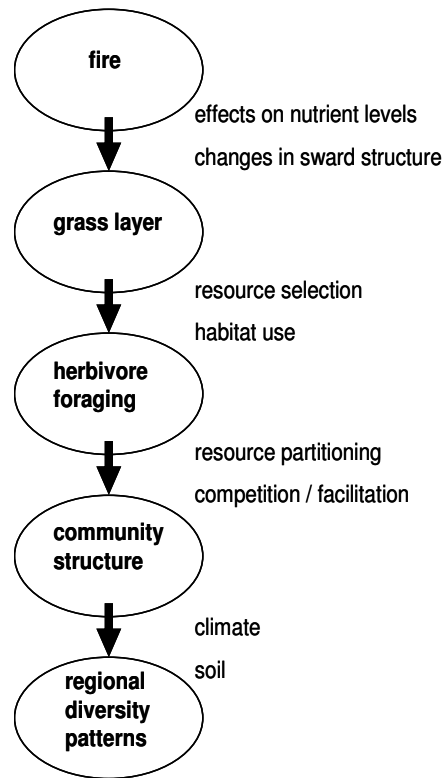 fire
effects on nutrient levels
changes in sward structure
grass layer
resource selection
habitat use
herbivore
foraging
resource partitioning
competition / facilitation
community
structure
climate
soil
regional
diversity
patterns